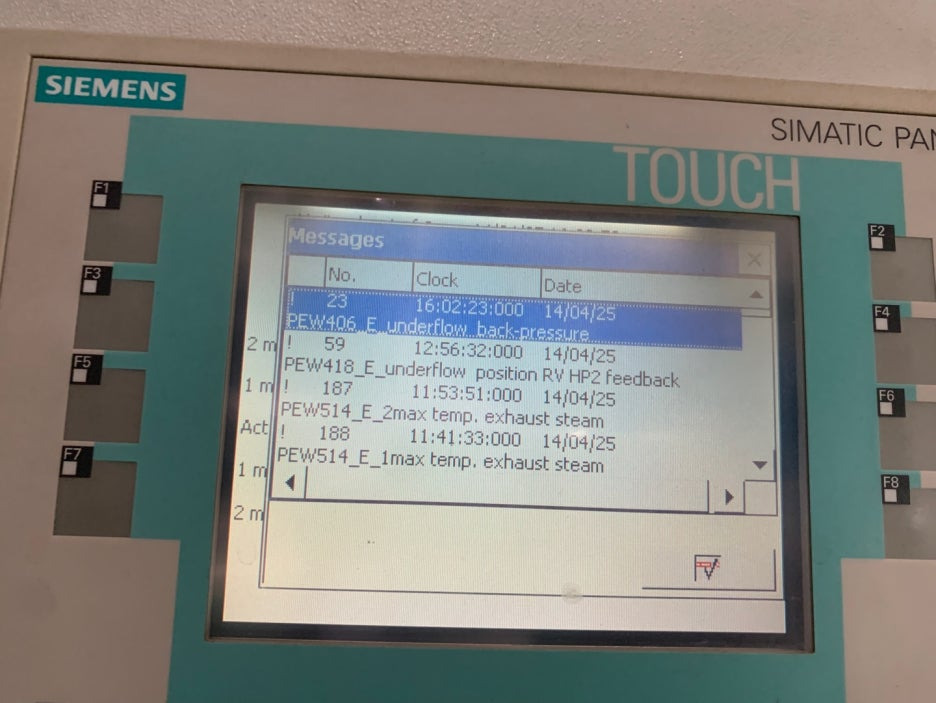 SIEMENS
SIMATIC PAN
TOUCH
F1
F2
F3
F4
F5
F6
F7
F8
Messages
No. Clock Date
! 23 16:02:23:000 14/04/25
PEW406_E_underflow back-pressure
! 59 12:56:32:000 14/04/25
PEW418_E_underflow position RV HP2 feedback
! 187 11:53:51:000 14/04/25
PEW514_E_2max temp. exhaust steam
! 188 11:41:33:000 14/04/25
PEW514_E_1max temp. exhaust steam
2 m
1 m
Act
1 m
2 m